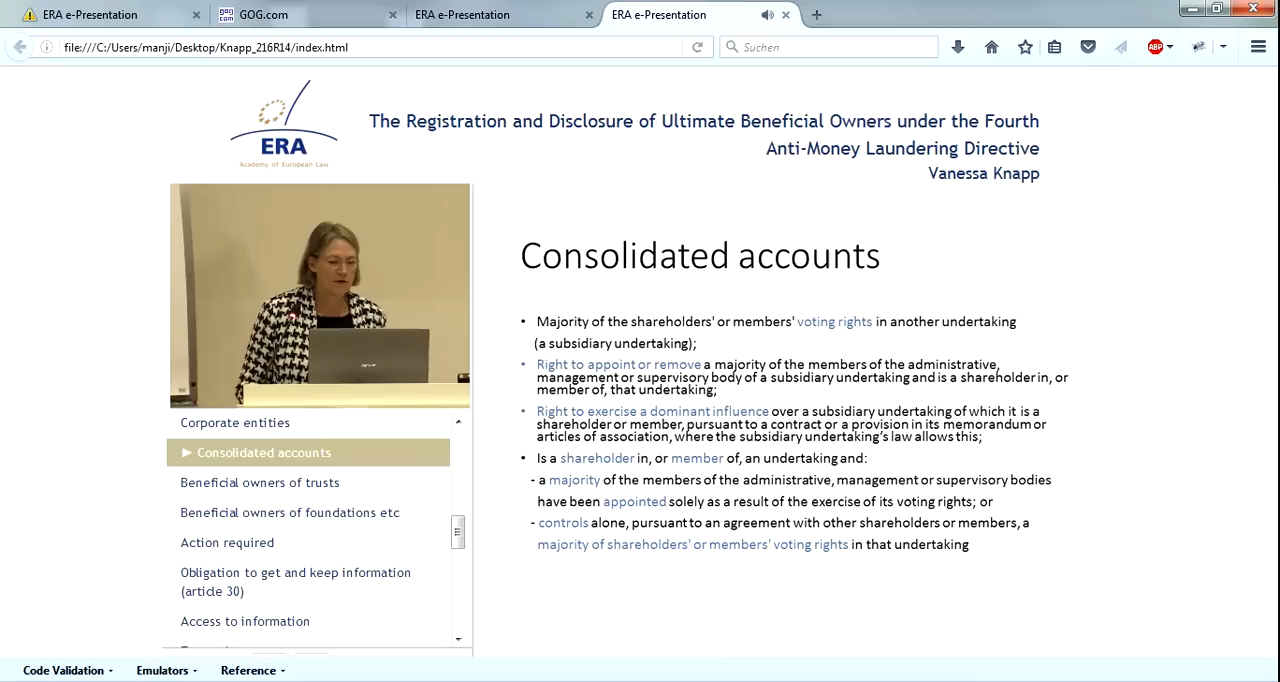 ERA e-Presentation
GOG.com
ERA e-Presentation
ERA e-Presentation
file:///C:/Users/manji/Desktop/Knapp_216R14/index.html
Suchen
ABP
ERA
Academy of European Law
The Registration and Disclosure of Ultimate Beneficial Owners under the Fourth
Anti-Money Laundering Directive
Vanessa Knapp
Corporate entities
► Consolidated accounts
Beneficial owners of trusts
Beneficial owners of foundations etc
Action required
Obligation to get and keep information
(article 30)
Access to information
Consolidated accounts
• Majority of the shareholders' or members' voting rights in another undertaking
(a subsidiary undertaking);
• Right to appoint or remove a majority of the members of the administrative,
management or supervisory body of a subsidiary undertaking and is a shareholder in, or
member of, that undertaking;
• Right to exercise a dominant influence over a subsidiary undertaking of which it is a
shareholder or member, pursuant to a contract or a provision in its memorandum or
articles of association, where the subsidiary undertaking's law allows this;
• Is a shareholder in, or member of, an undertaking and:
- a majority of the members of the administrative, management or supervisory bodies
have been appointed solely as a result of the exercise of its voting rights; or
- controls alone, pursuant to an agreement with other shareholders or members, a
majority of shareholders' or members' voting rights in that undertaking
Code Validation
Emulators
Reference